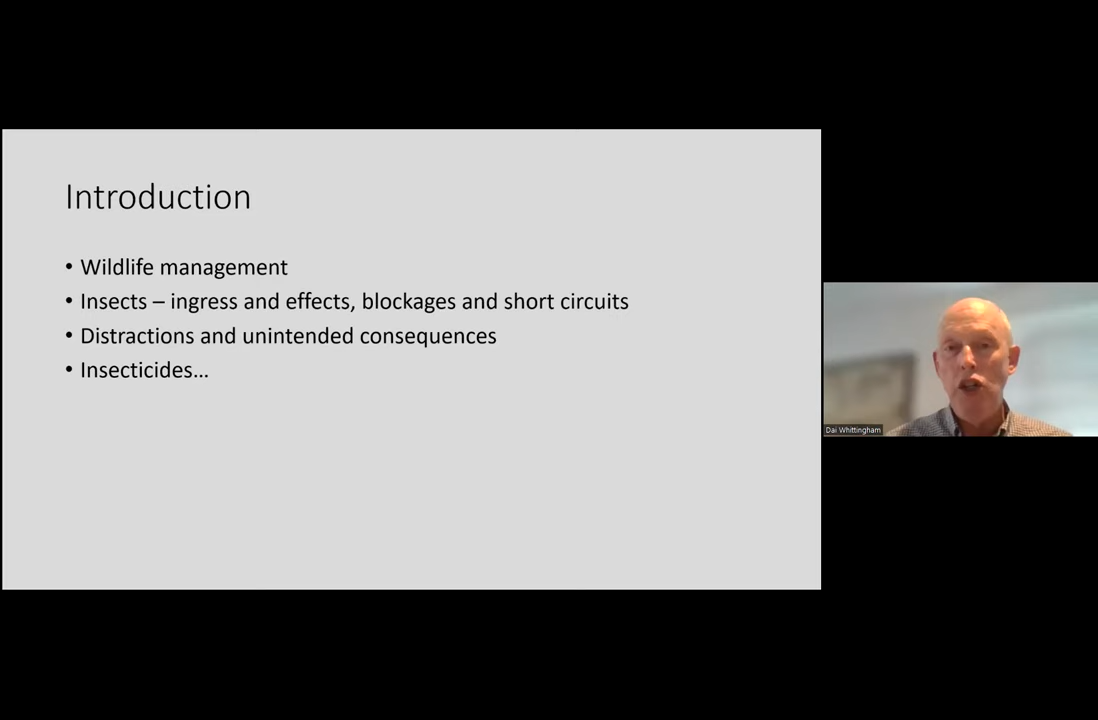 Introduction
• Wildlife management
• Insects – ingress and effects, blockages and short circuits
• Distractions and unintended consequences
• Insecticides…
Dai Whittingham